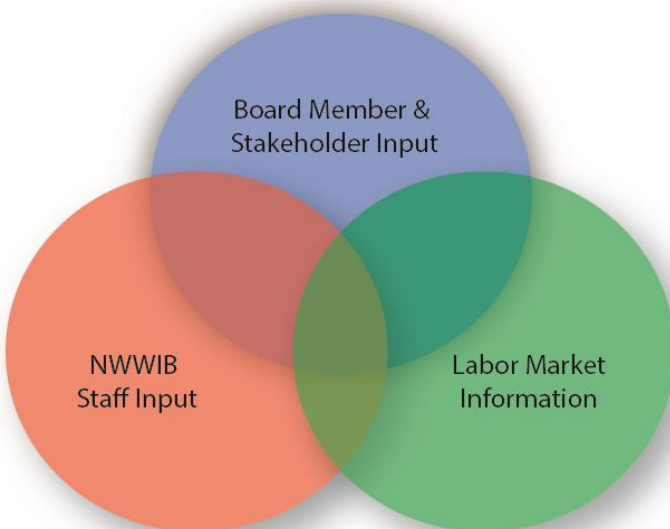 Board Member &
Stakeholder Input
NWWIB
Staff Input
Labor Market
Information